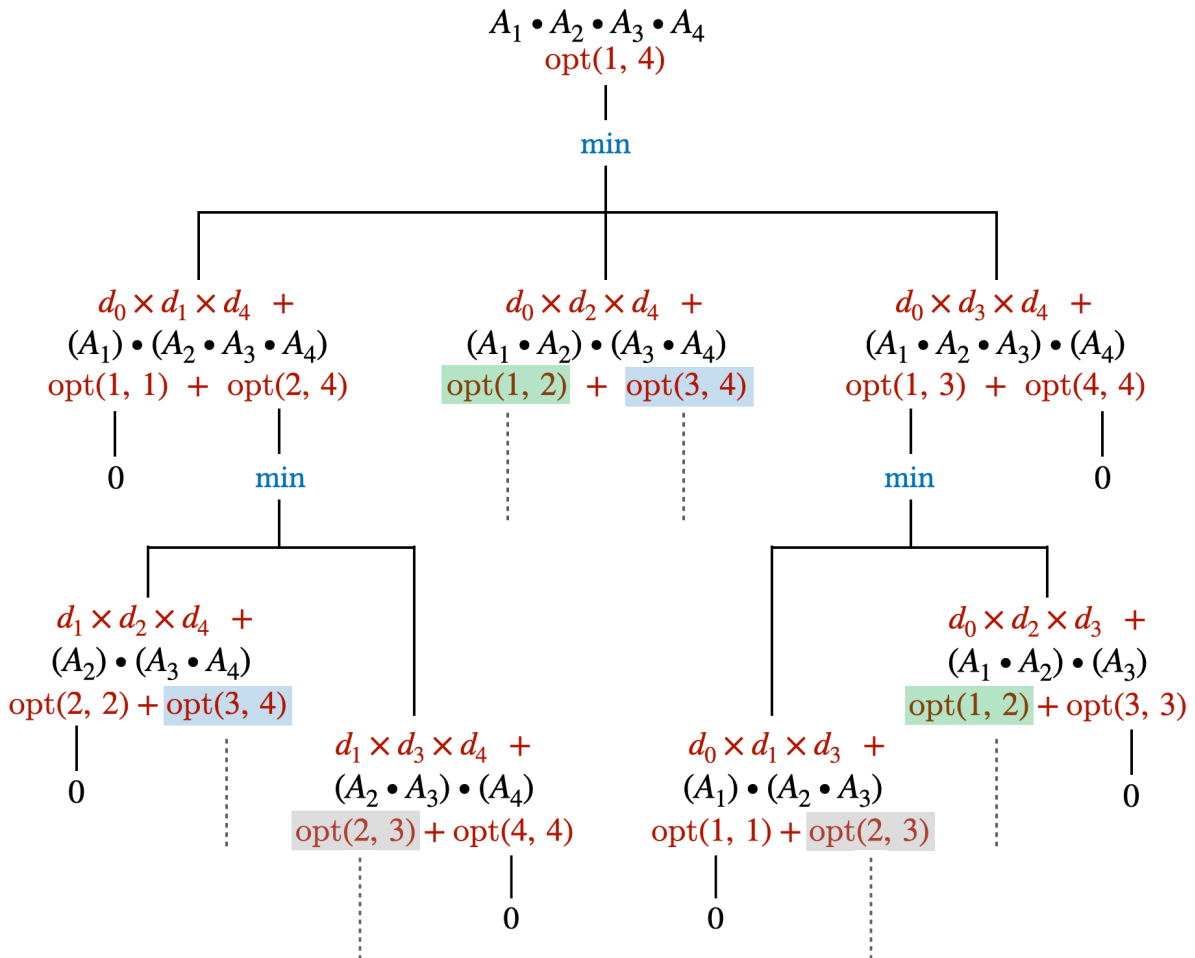 A₁ • A₂ • A₃ • A₄
opt(1, 4)
min
d₀ × d₁ × d₄ +
(A₁) • (A₂ • A₃ • A₄)
opt(1, 1) + opt(2, 4)
d₀ × d₂ × d₄ +
(A₁ • A₂) • (A₃ • A₄)
opt(1, 2) + opt(3, 4)
d₀ × d₃ × d₄ +
(A₁ • A₂ • A₃) • (A₄)
opt(1, 3) + opt(4, 4)
0
min
min
0
d₁ × d₂ × d₄ +
(A₂) • (A₃ • A₄)
opt(2, 2) + opt(3, 4)
0
d₁ × d₃ × d₄ +
(A₂ • A₃) • (A₄)
opt(2, 3) + opt(4, 4)
0
d₀ × d₁ × d₃ +
(A₁) • (A₂ • A₃)
opt(1, 1) + opt(2, 3)
0
d₀ × d₂ × d₃ +
(A₁ • A₂) • (A₃)
opt(1, 2) + opt(3, 3)
0